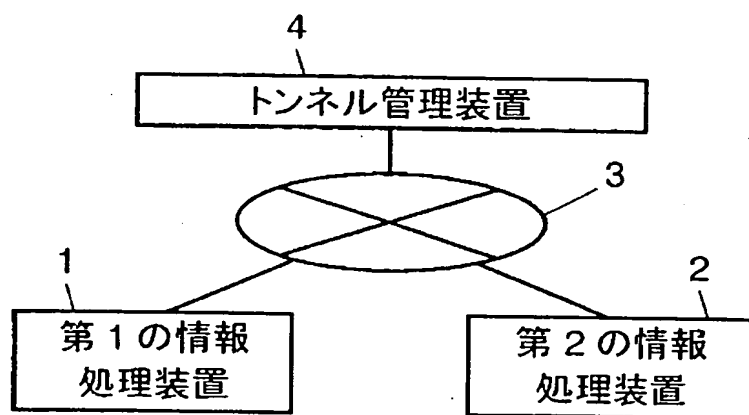 4
トンネル管理装置
3
1
第1の情報
処理装置
2
第2の情報
処理装置